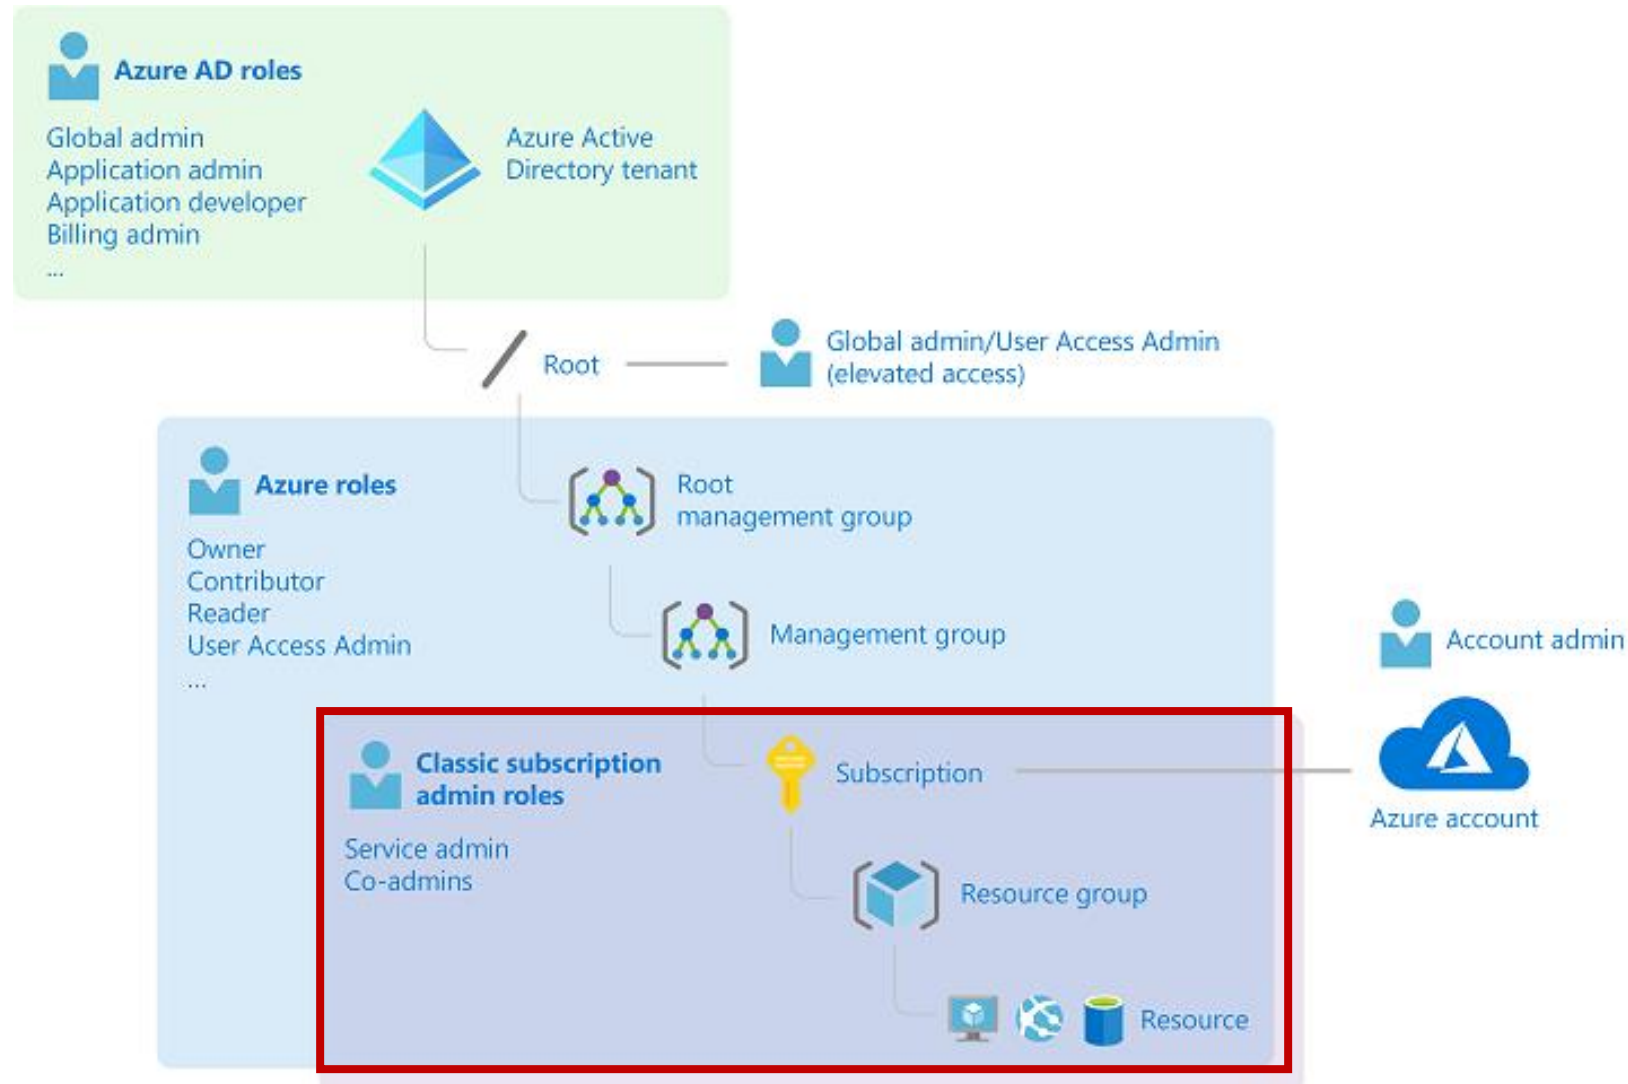 Azure AD roles
Global admin
Application admin
Application developer
Billing admin
...
Azure Active
Directory tenant
Root
Global admin/User Access Admin
(elevated access)
Azure roles
Owner
Contributor
Reader
User Access Admin
...
Root
management group
Management group
Account admin
Azure account
Classic subscription
admin roles
Service admin
Co-admins
Subscription
Resource group
Resource